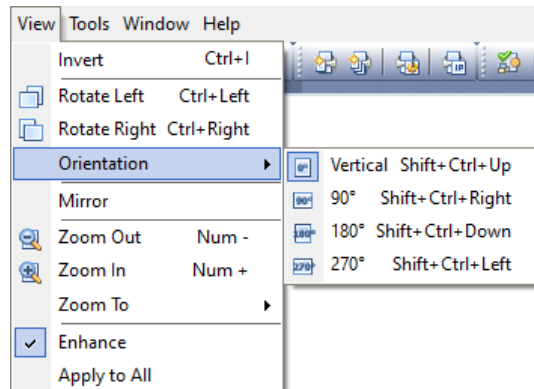 View Tools Window Help
Invert Ctrl+I
Rotate Left Ctrl+Left
Rotate Right Ctrl+Right
Orientation
0° Vertical Shift+Ctrl+Up
90° 90° Shift+Ctrl+Right
180° 180° Shift+Ctrl+Down
270° 270° Shift+Ctrl+Left
Mirror
Zoom Out Num -
Zoom In Num +
Zoom To
Enhance
Apply to All
IP